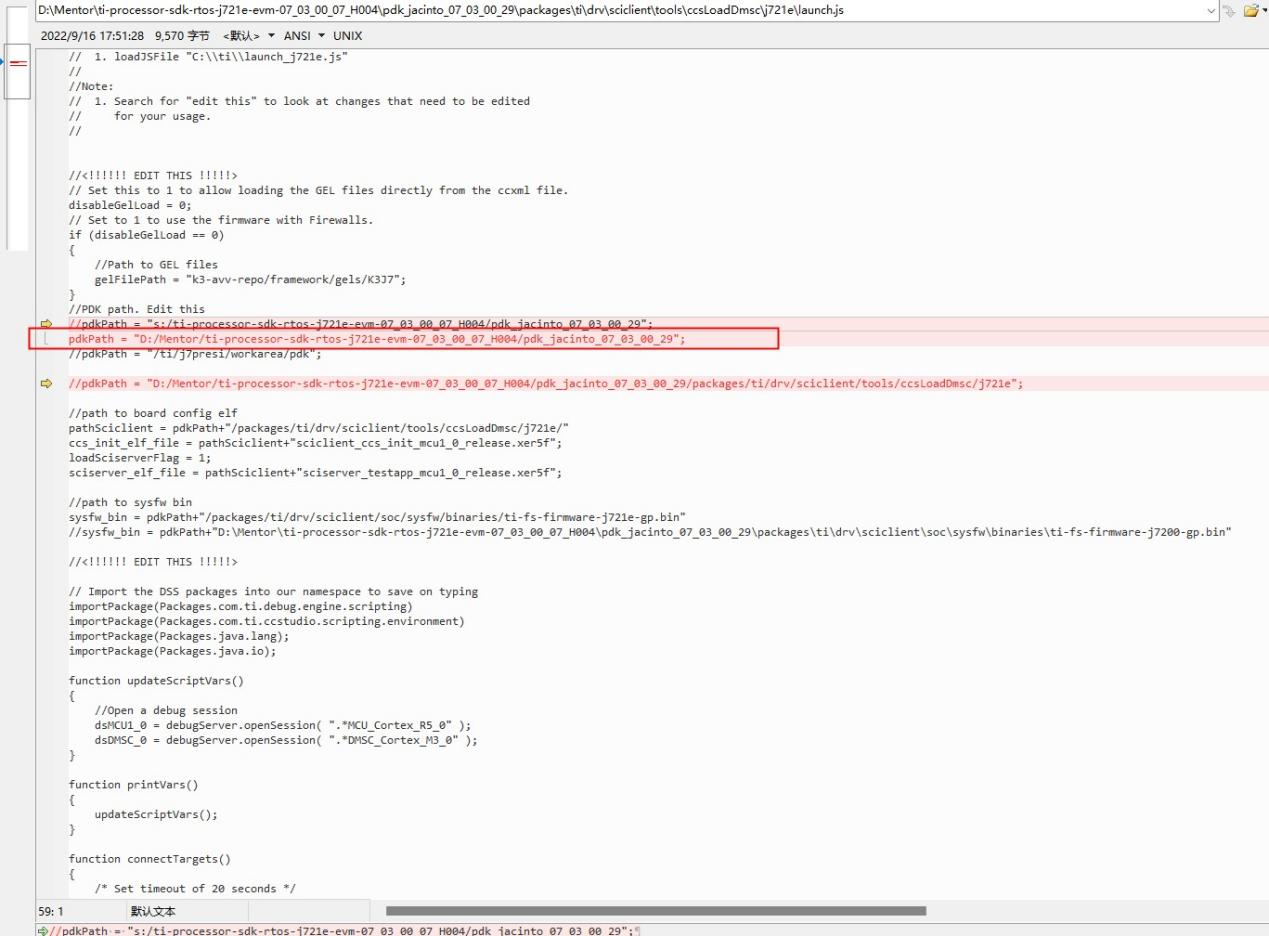 D:\Mentor\ti-processor-sdk-rtos-j721e-evm-07_03_00_07_H004\pdk_jacinto_07_03_00_29\packages\ti\drv\sciclient\tools\ccsLoadDmsc\j721e\launch.js
2022/9/16 17:51:28 9,570 字节 <默认> ANSI UNIX
// 1. loadJSFile "C:\\ti\\launch_j721e.js"
//
//Note:
// 1. Search for "edit this" to look at changes that need to be edited
// for your usage.
//
//<!!!!!! EDIT THIS !!!!!>
// Set this to 1 to allow loading the GEL files directly from the ccxml file.
disableGelLoad = 0;
// Set to 1 to use the firmware with Firewalls.
if (disableGelLoad == 0)
{
//Path to GEL files
gelFilePath = "k3-avv-repo/framework/gels/K3J7";
}
//PDK path. Edit this
//pdkPath = "s:/ti-processor-sdk-rtos-j721e-evm-07_03_00_07_H004/pdk_jacinto_07_03_00_29";
pdkPath = "D:/Mentor/ti-processor-sdk-rtos-j721e-evm-07_03_00_07_H004/pdk_jacinto_07_03_00_29";
//pdkPath = "/ti/j7presi/workarea/pdk";
//pdkPath = "D:/Mentor/ti-processor-sdk-rtos-j721e-evm-07_03_00_07_H004/pdk_jacinto_07_03_00_29/packages/ti/drv/sciclient/tools/ccsLoadDmsc/j721e";
//path to board config elf
pathSciclient = pdkPath+"/packages/ti/drv/sciclient/tools/ccsLoadDmsc/j721e/"
ccs_init_elf_file = pathSciclient+"sciclient_ccs_init_mcu1_0_release.xer5f";
loadSciserverFlag = 1;
sciserver_elf_file = pathSciclient+"sciserver_testapp_mcu1_0_release.xer5f";
//path to sysfw bin
sysfw_bin = pdkPath+"/packages/ti/drv/sciclient/soc/sysfw/binaries/ti-fs-firmware-j721e-gp.bin"
//sysfw_bin = pdkPath+"D:\Mentor\ti-processor-sdk-rtos-j721e-evm-07_03_00_07_H004\pdk_jacinto_07_03_00_29\packages\ti\drv\sciclient\soc\sysfw\binaries\ti-fs-firmware-j7200-gp.bin"
//<!!!!!! EDIT THIS !!!!!>
// Import the DSS packages into our namespace to save on typing
importPackage(Packages.com.ti.debug.engine.scripting)
importPackage(Packages.com.ti.ccstudio.scripting.environment)
importPackage(Packages.java.lang);
importPackage(Packages.java.io);
function updateScriptVars()
{
//Open a debug session
dsMCU1_0 = debugServer.openSession( ".*MCU_Cortex_R5_0" );
dsDMSC_0 = debugServer.openSession( ".*DMSC_Cortex_M3_0" );
}
function printVars()
{
updateScriptVars();
}
function connectTargets()
{
/* Set timeout of 20 seconds */
59: 1 默认文本
//pdkPath = "s:/ti-processor-sdk-rtos-j721e-evm-07_03_00_07_H004/pdk_jacinto_07_03_00_29";¶